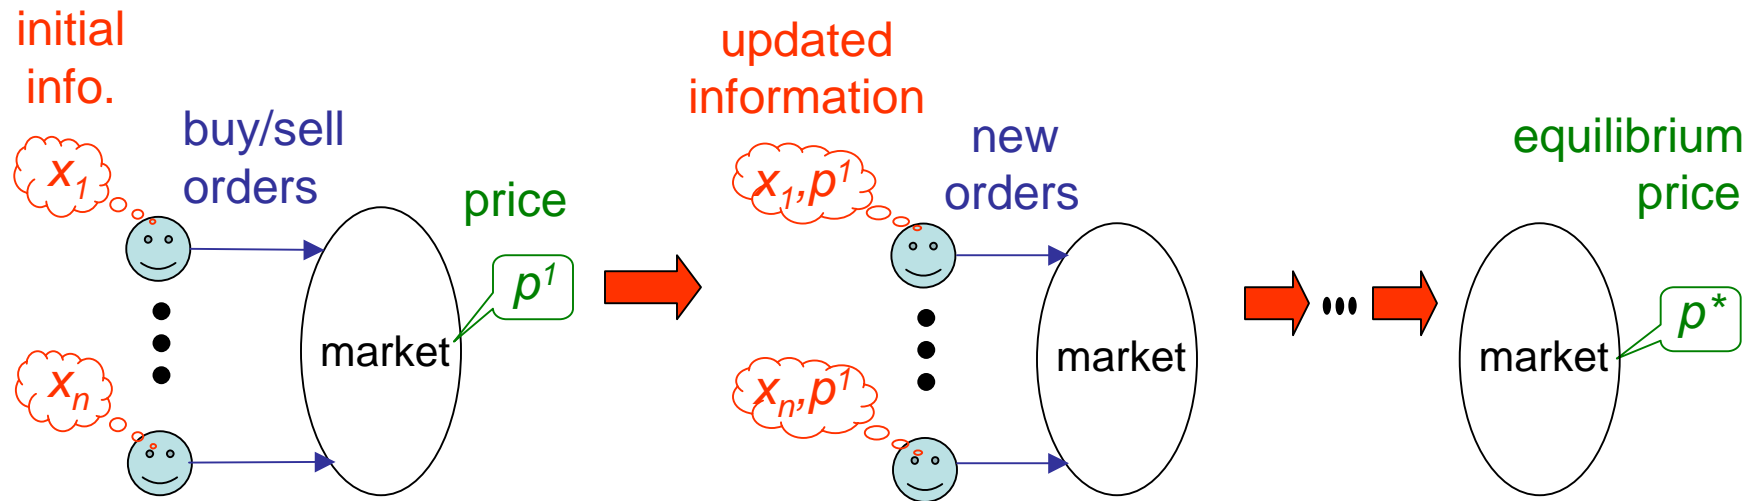 initial
info.
buy/sell
orders
x₁
xₙ
price
p¹
market
updated
information
new
orders
x₁,p¹
xₙ,p¹
market
equilibrium
price
p*
market